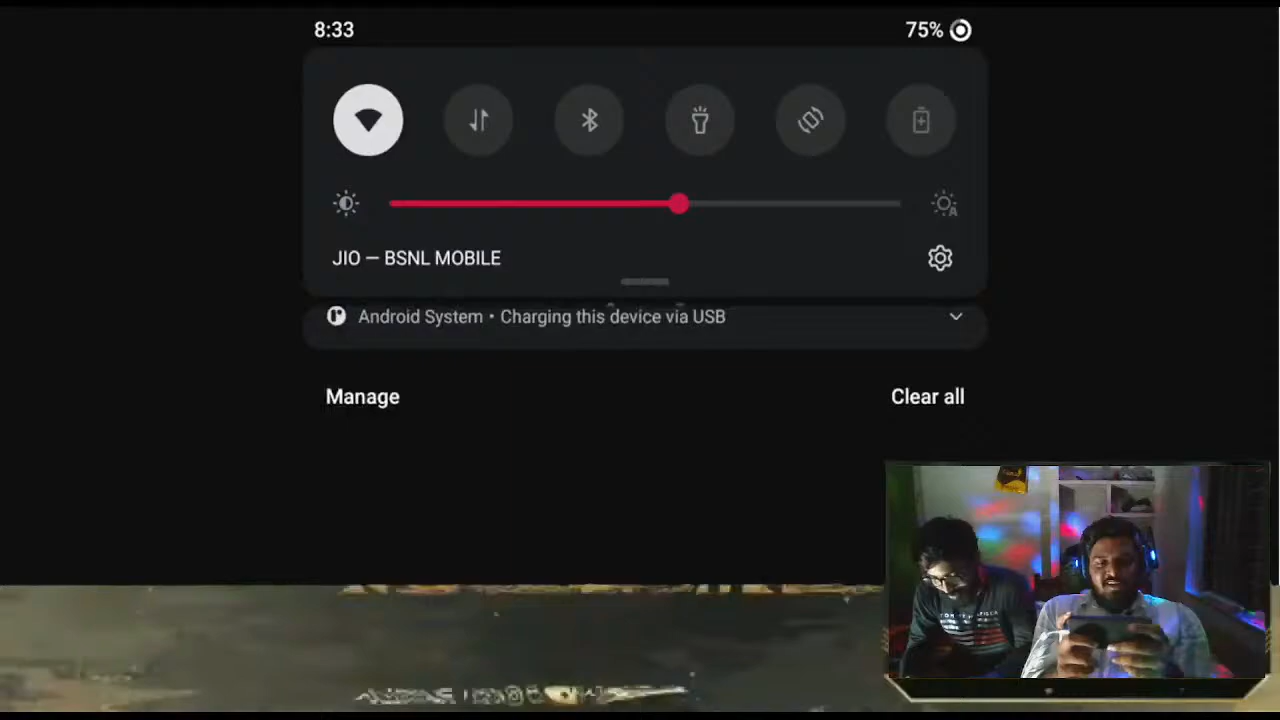 8:33
75%
JIO — BSNL MOBILE
Android System • Charging this device via USB
Manage
Clear all